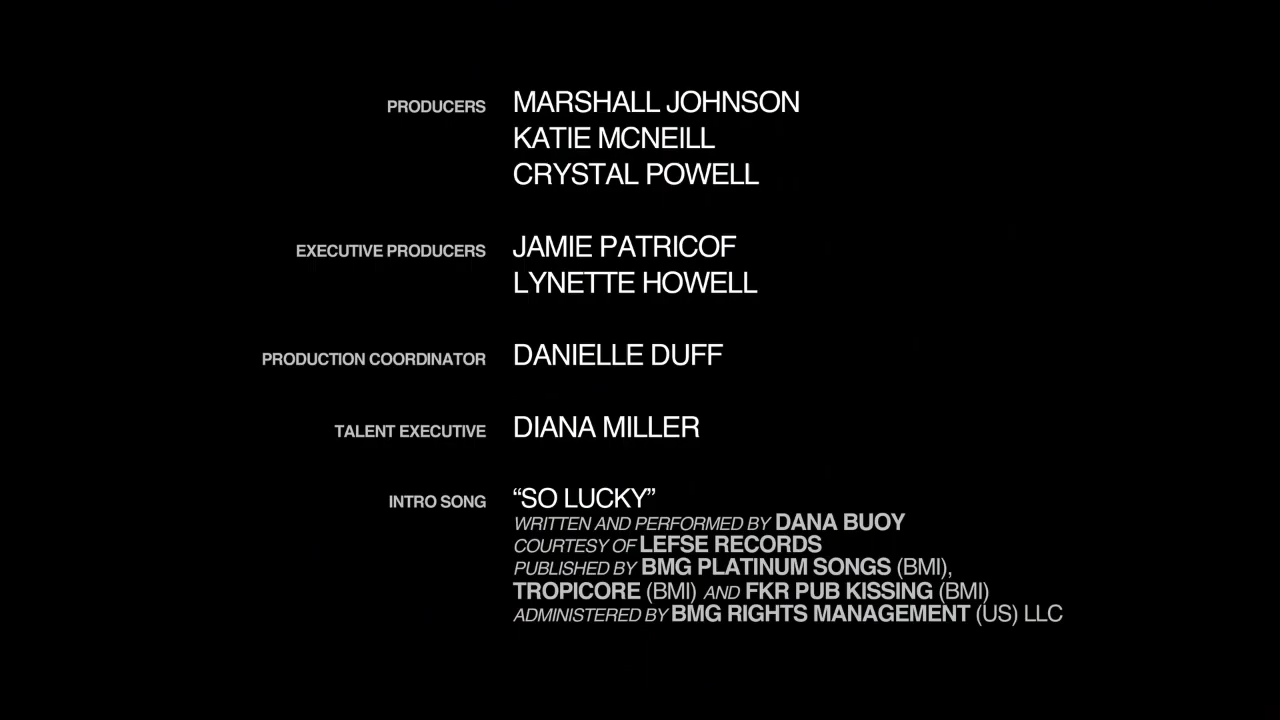 PRODUCERS MARSHALL JOHNSON
KATIE MCNEILL
CRYSTAL POWELL
EXECUTIVE PRODUCERS JAMIE PATRICOF
LYNETTE HOWELL
PRODUCTION COORDINATOR DANIELLE DUFF
TALENT EXECUTIVE DIANA MILLER
INTRO SONG “SO LUCKY”
WRITTEN AND PERFORMED BY DANA BUOY
COURTESY OF LEFSE RECORDS
PUBLISHED BY BMG PLATINUM SONGS (BMI),
TROPICORE (BMI) AND FKR PUB KISSING (BMI)
ADMINISTERED BY BMG RIGHTS MANAGEMENT (US) LLC